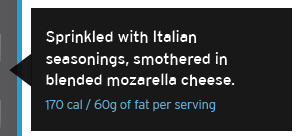 Sprinkled with Italian
seasonings, smothered in
blended mozarella cheese.
170 cal / 60g of fat per serving